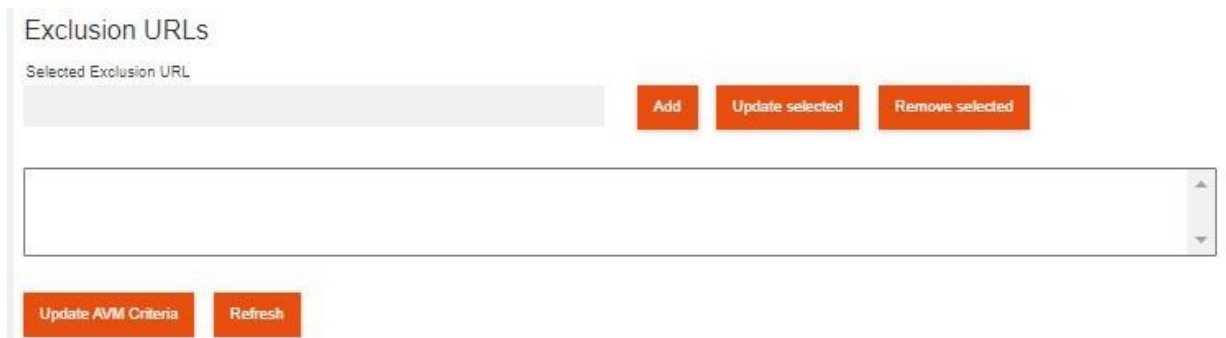 Exclusion URLs
Selected Exclusion URL
Add Update selected Remove selected
Update AVM Criteria Refresh